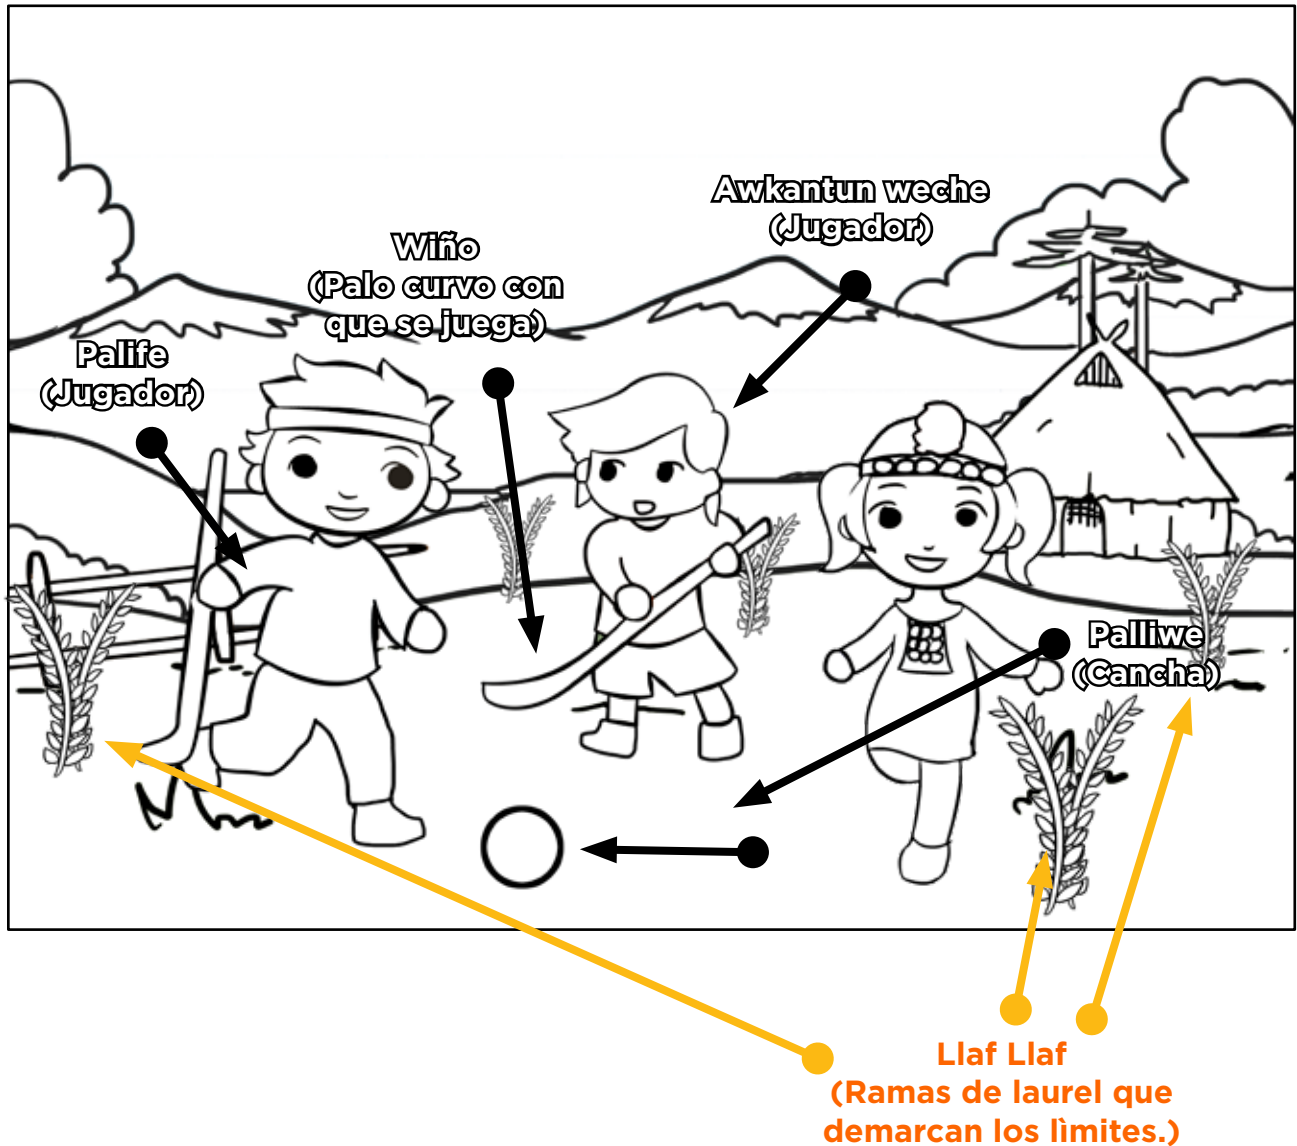 Awkantun weche
(Jugador)
Wiño
(Palo curvo con
que se juega)
Palife
(Jugador)
Palliwe
(Cancha)
Llaf Llaf
(Ramas de laurel que
demarcan los lìmites.)